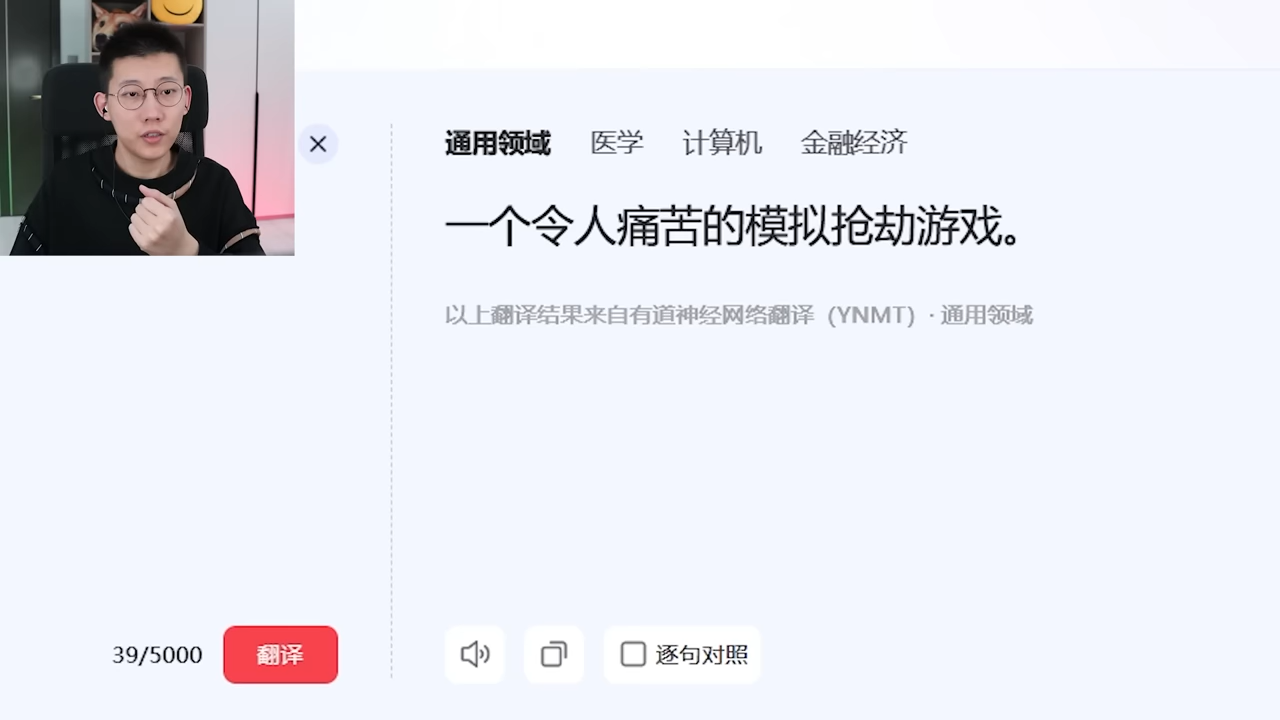 通用领域 医学 计算机 金融经济
一个令人痛苦的模拟抢劫游戏。
以上翻译结果来自有道神经网络翻译（YNMT）· 通用领域
39/5000 翻译 逐句对照